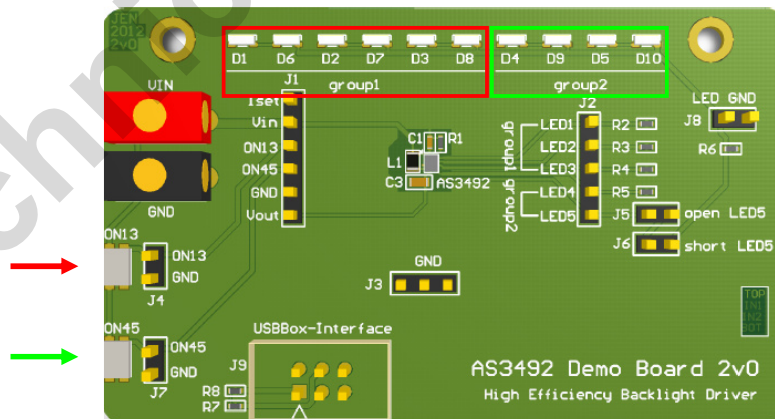 JEN
2012
2v0
D1 D6 D2 D7 D3 D8 D4 D9 D5 D10
group1 group2
VIN
J1
Iset
Vin
ON13
ON45
GND
Vout
GND
C1 R1
L1
C3 AS3492
J2
LED1 R2
LED2 R3
LED3 R4
LED4 R5
LED5
group1 group2
LED GND
J8
R6
J5 open LED5
J6 short LED5
ON13
ON13
GND
J4
GND
J3
ON45
ON45
GND
J7
USBBox-Interface
J9
R8
R7
TOP
IN1
IN2
BOT
AS3492 Demo Board 2v0
High Efficiency Backlight Driver